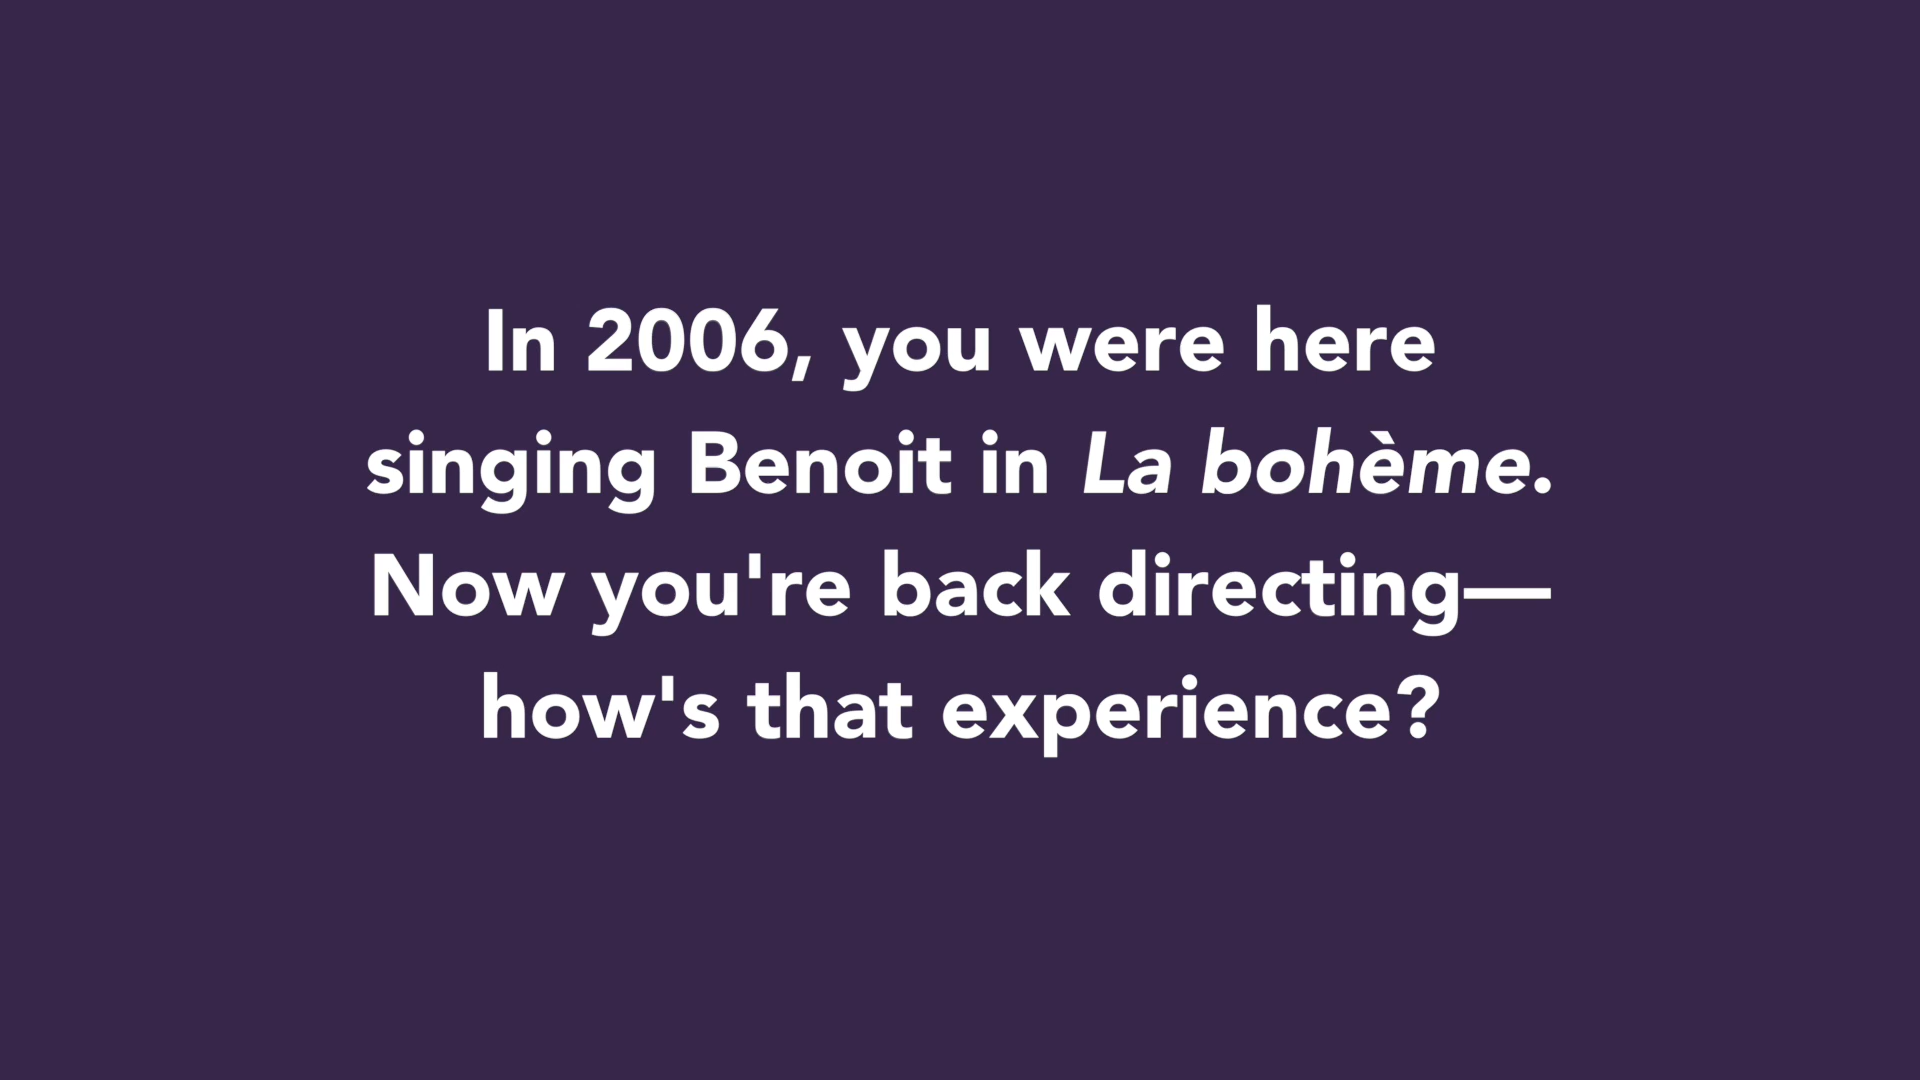 In 2006, you were here
singing Benoit in La bohème.
Now you're back directing—
how's that experience?